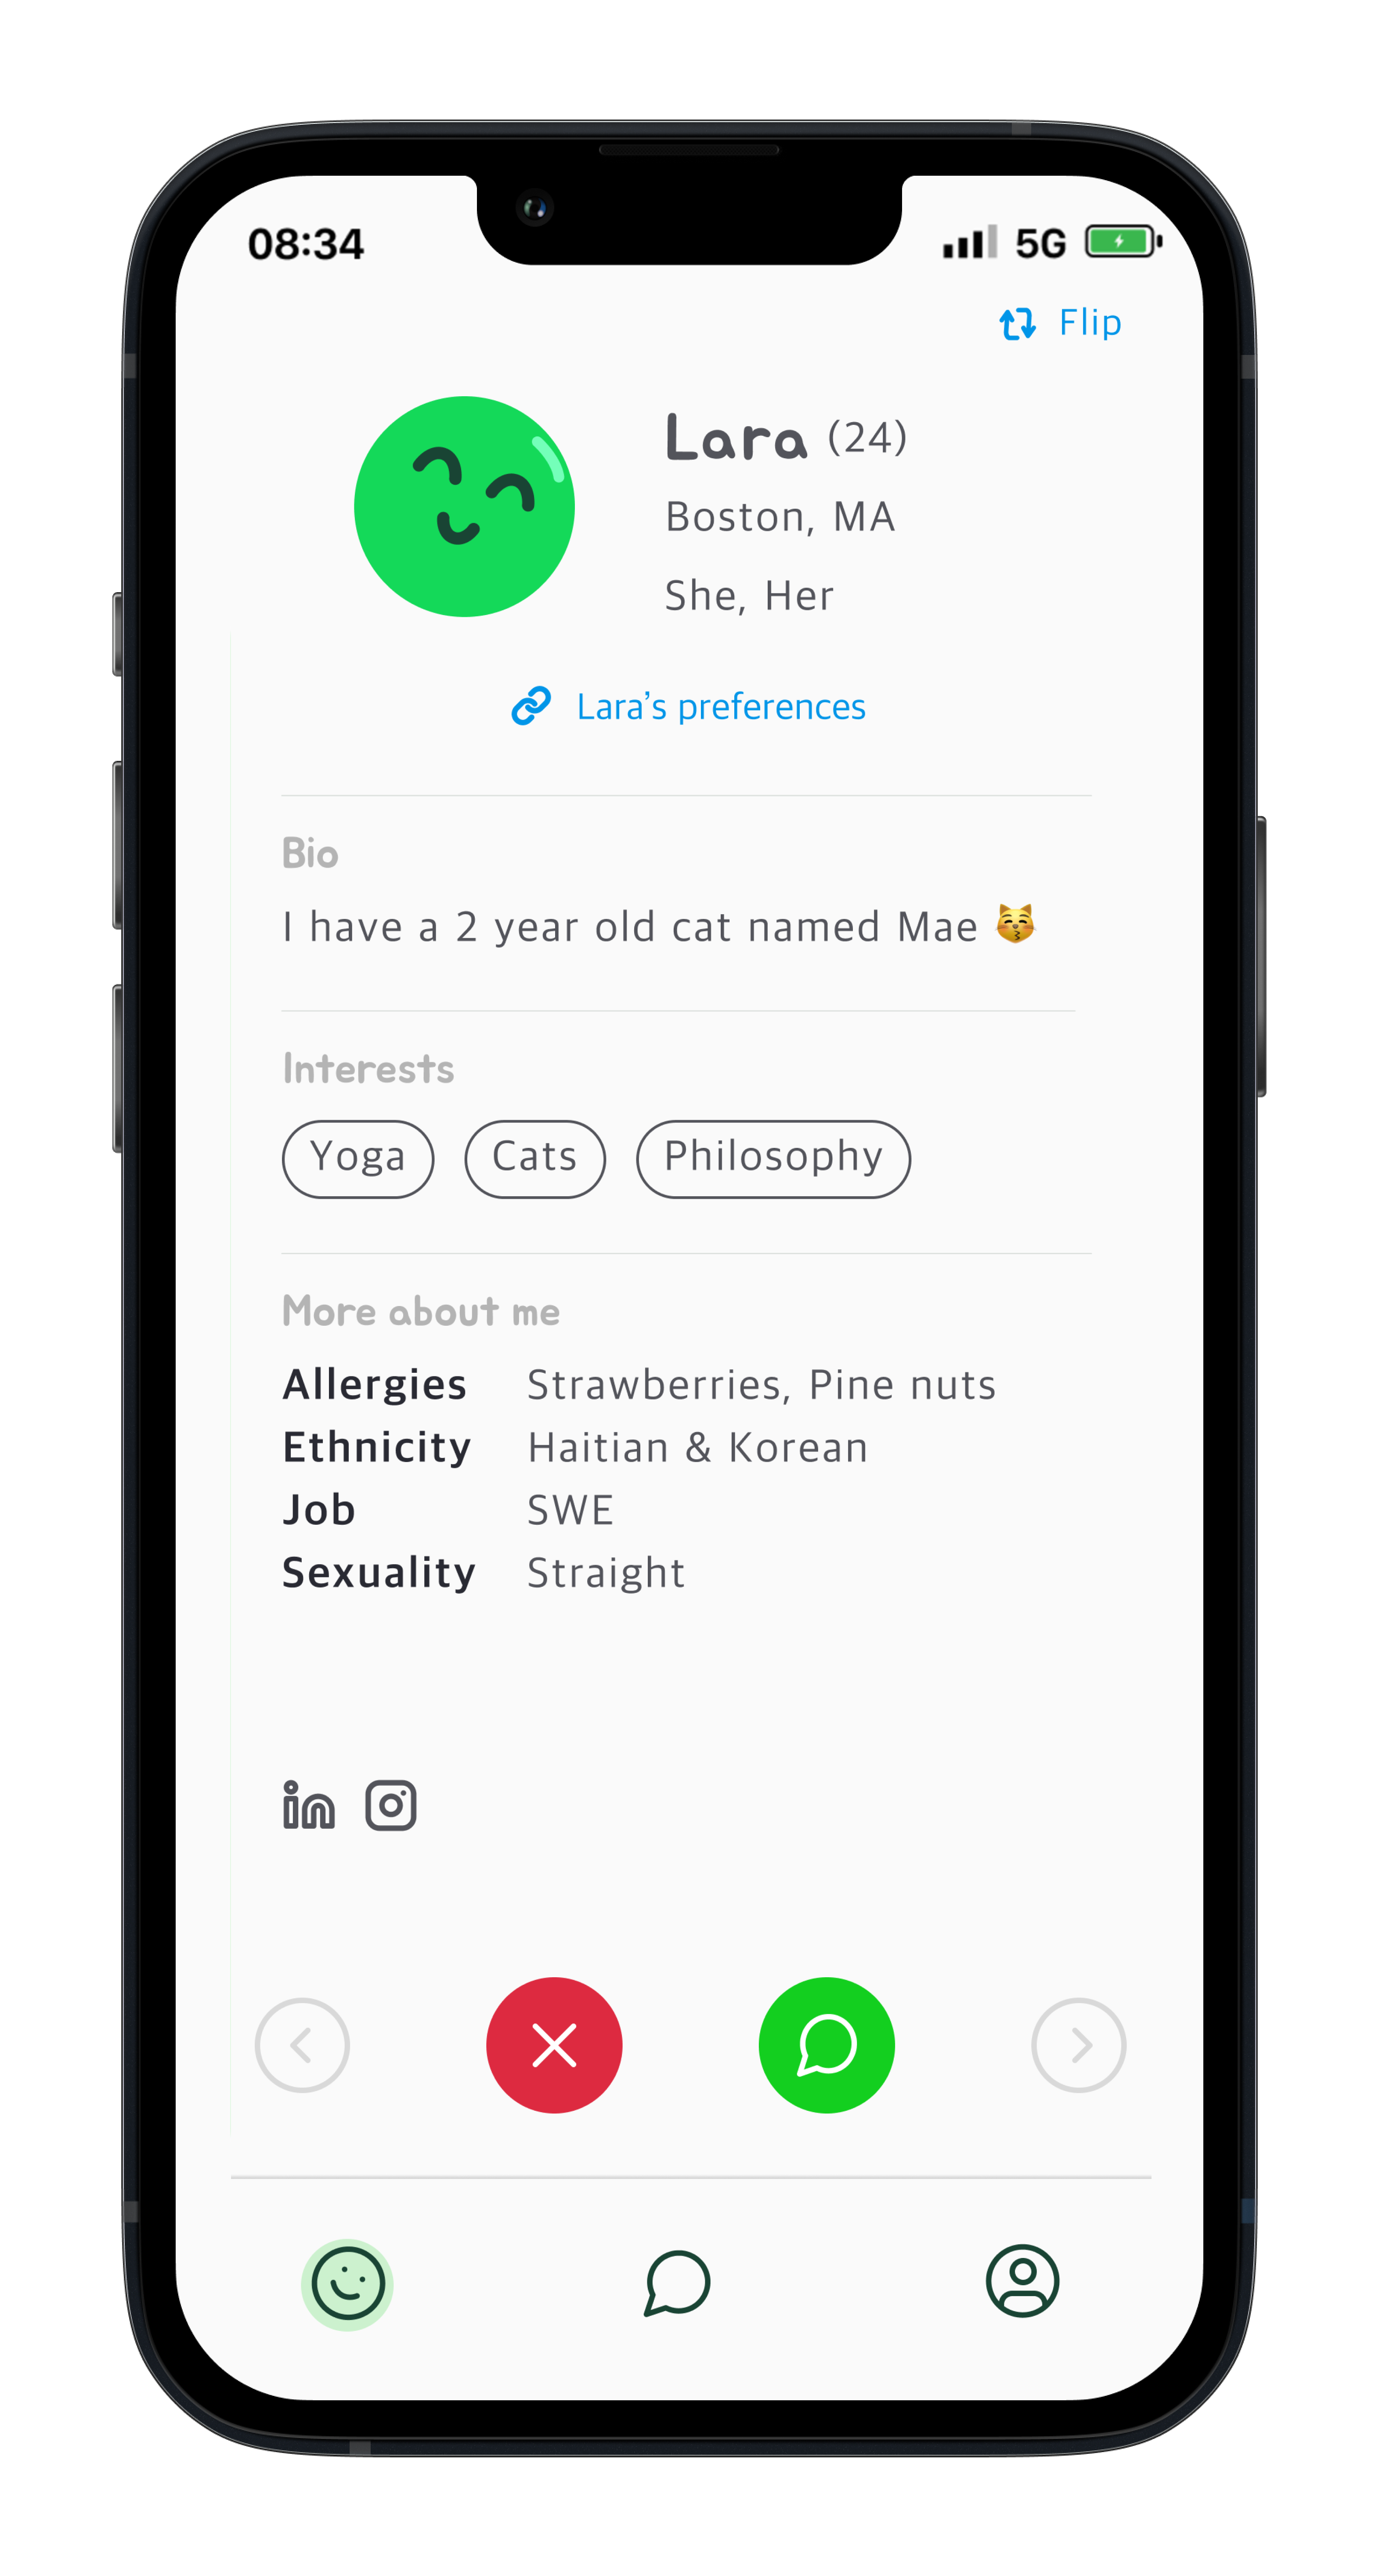 08:34 5G
Flip
Lara (24)
Boston, MA
She, Her
Lara’s preferences
Bio
I have a 2 year old cat named Mae 😽
Interests
Yoga Cats Philosophy
More about me
Allergies Strawberries, Pine nuts
Ethnicity Haitian & Korean
Job SWE
Sexuality Straight
in